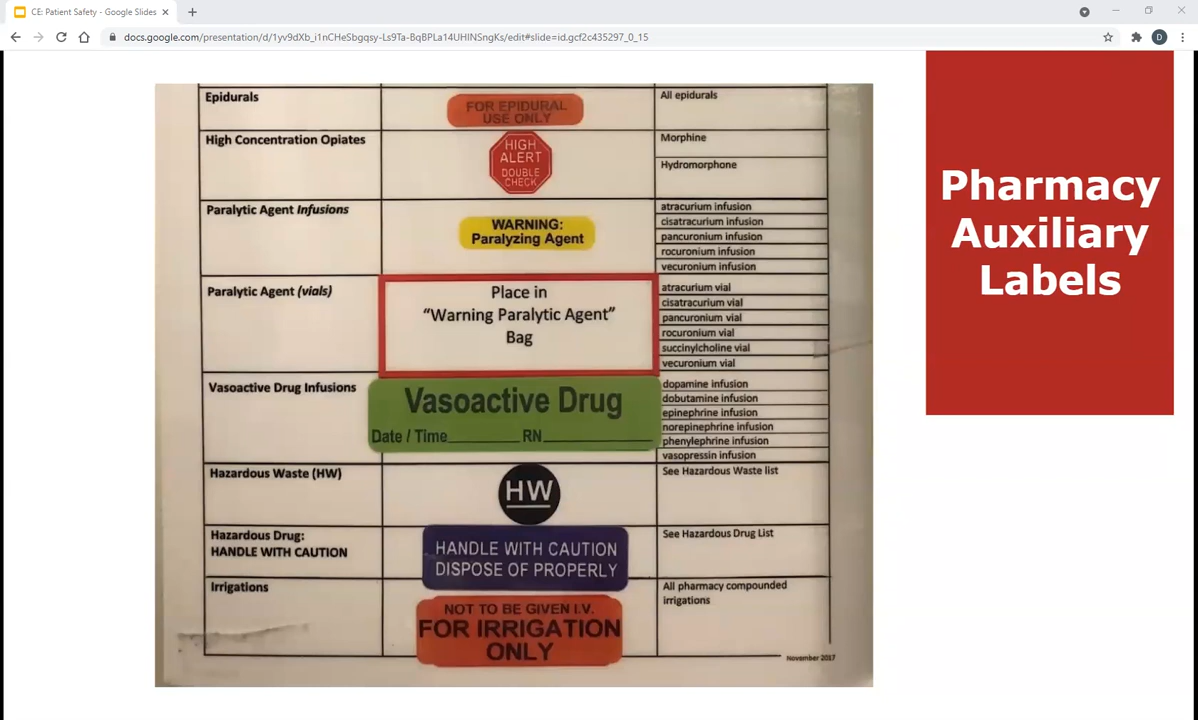 CE: Patient Safety - Google Slides
docs.google.com/presentation/d/1yv9dXb_i1nCHeSbgqsy-Ls9Ta-BqBPLa14UHINSngKs/edit#slide=id.gcf2c435297_0_15
D
Pharmacy
Auxiliary
Labels
Epidurals
FOR EPIDURAL
USE ONLY
All epidurals
High Concentration Opiates
HIGH
ALERT
DOUBLE
CHECK
Morphine
Hydromorphone
Paralytic Agent Infusions
WARNING:
Paralyzing Agent
atracurium infusion
cisatracurium infusion
pancuronium infusion
rocuronium infusion
vecuronium infusion
Paralytic Agent (vials)
Place in
“Warning Paralytic Agent”
Bag
atracurium vial
cisatracurium vial
pancuronium vial
rocuronium vial
succinylcholine vial
vecuronium vial
Vasoactive Drug Infusions
Vasoactive Drug
Date / Time________ RN____________
dopamine infusion
dobutamine infusion
epinephrine infusion
norepinephrine infusion
phenylephrine infusion
vasopressin infusion
Hazardous Waste (HW)
HW
See Hazardous Waste list
Hazardous Drug:
HANDLE WITH CAUTION
HANDLE WITH CAUTION
DISPOSE OF PROPERLY
See Hazardous Drug List
Irrigations
NOT TO BE GIVEN I.V.
FOR IRRIGATION
ONLY
All pharmacy compounded
irrigations
November 2017